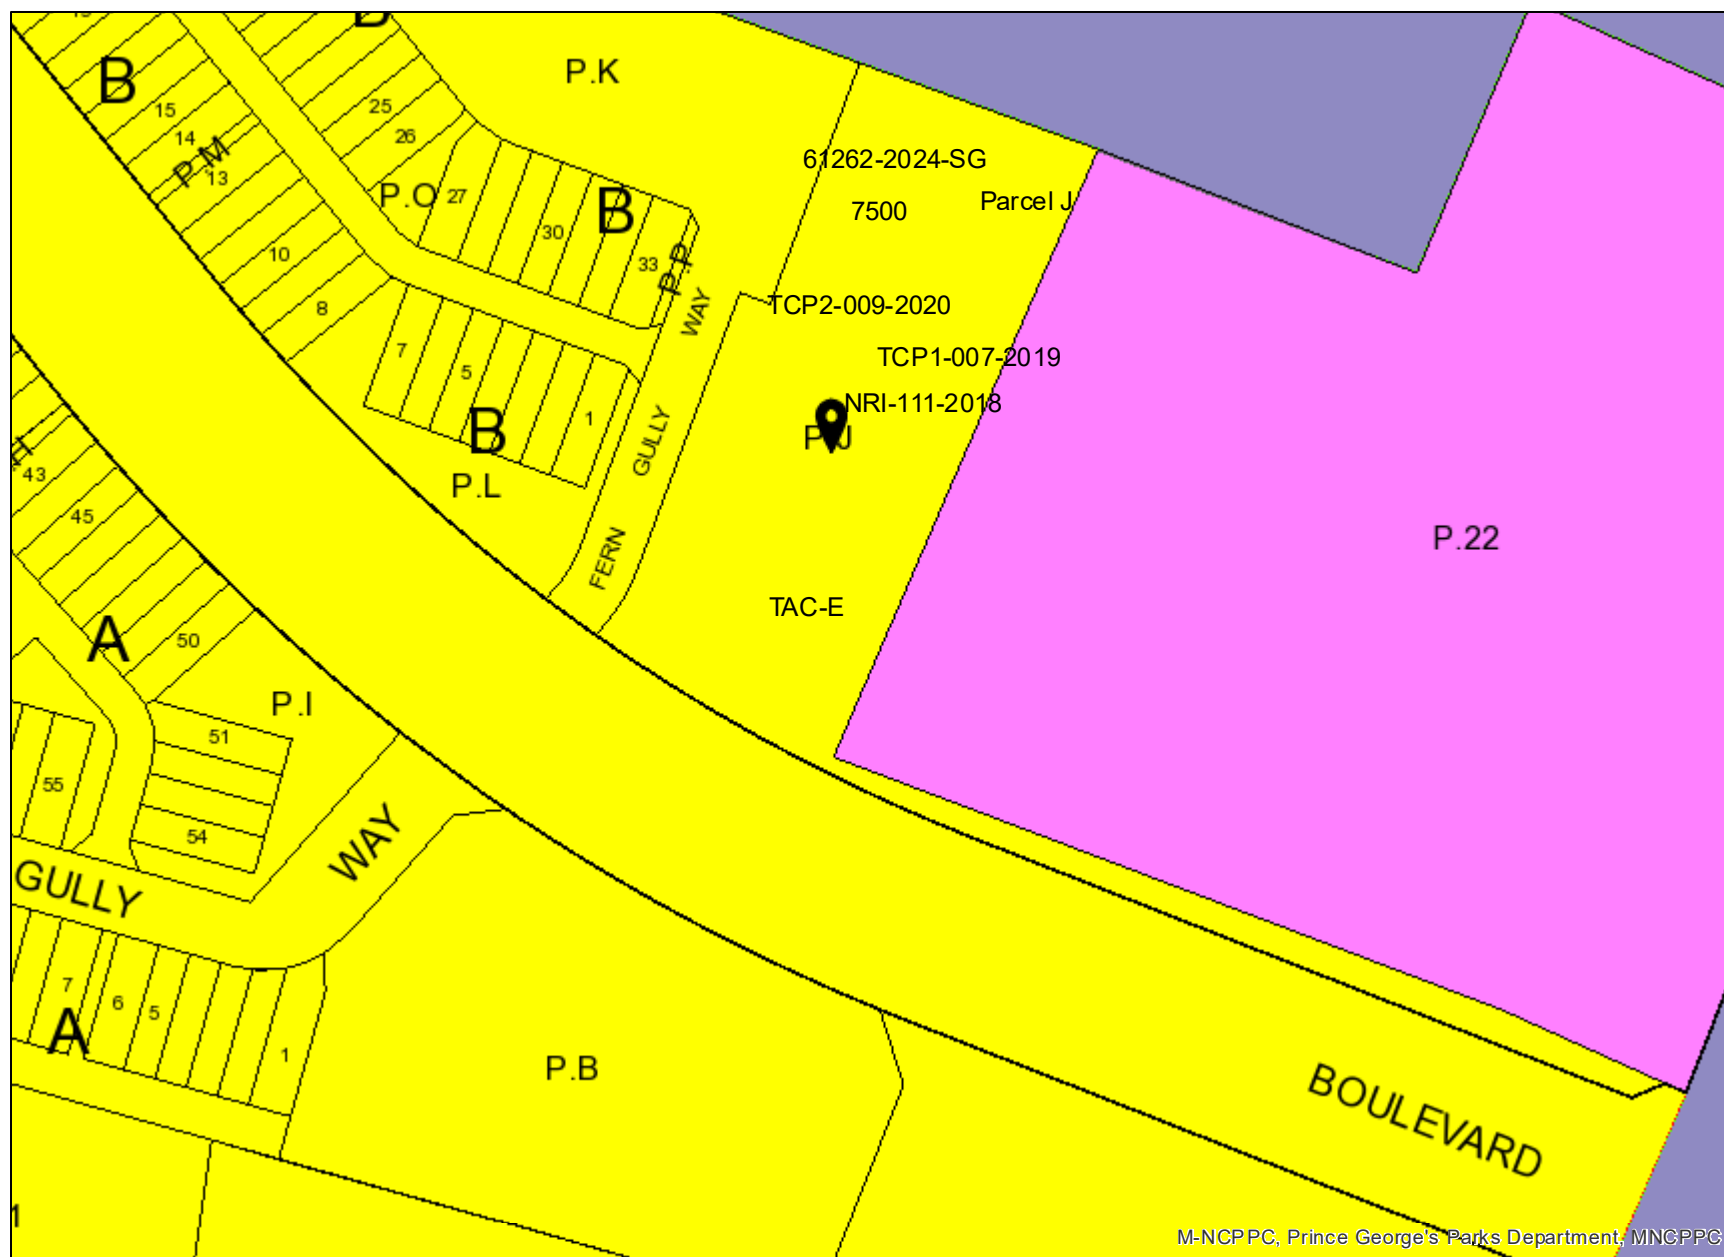 B
B
15
14
P.M
13
10
8
25
26
P.O
27
30
B
33
P.P
P.K
61262-2024-SG
7500
Parcel J
TCP2-009-2020
TCP1-007-2019
NRI-111-2018
P.J
TAC-E
P.22
7
5
B
1
P.L
FERN GULLY WAY
43
45
A
50
P.I
51
54
55
GULLY WAY
7
6
5
1
A
P.B
BOULEVARD
M-NCPPC, Prince George's Parks Department, MNCPPC